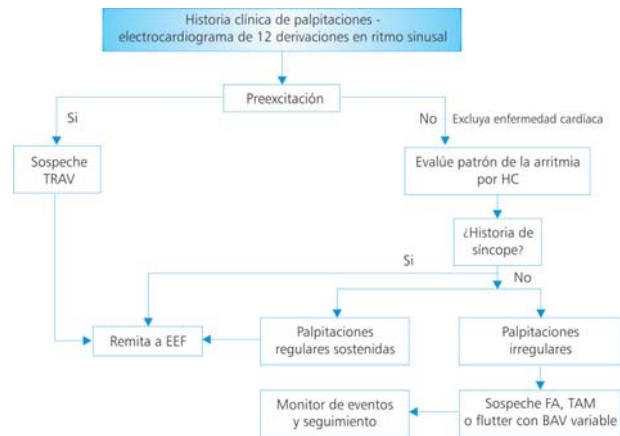 Historia clínica de palpitaciones -
electrocardiograma de 12 derivaciones en ritmo sinusal
Preexcitación
Si
No
Excluya enfermedad cardíaca
Sospeche
TRAV
Evalúe patrón de la arritmia
por HC
¿Historia de
síncope?
Si
No
Remita a EEF
Palpitaciones
regulares sostenidas
Palpitaciones
irregulares
Monitor de eventos
y seguimiento
Sospeche FA, TAM
o flutter con BAV variable